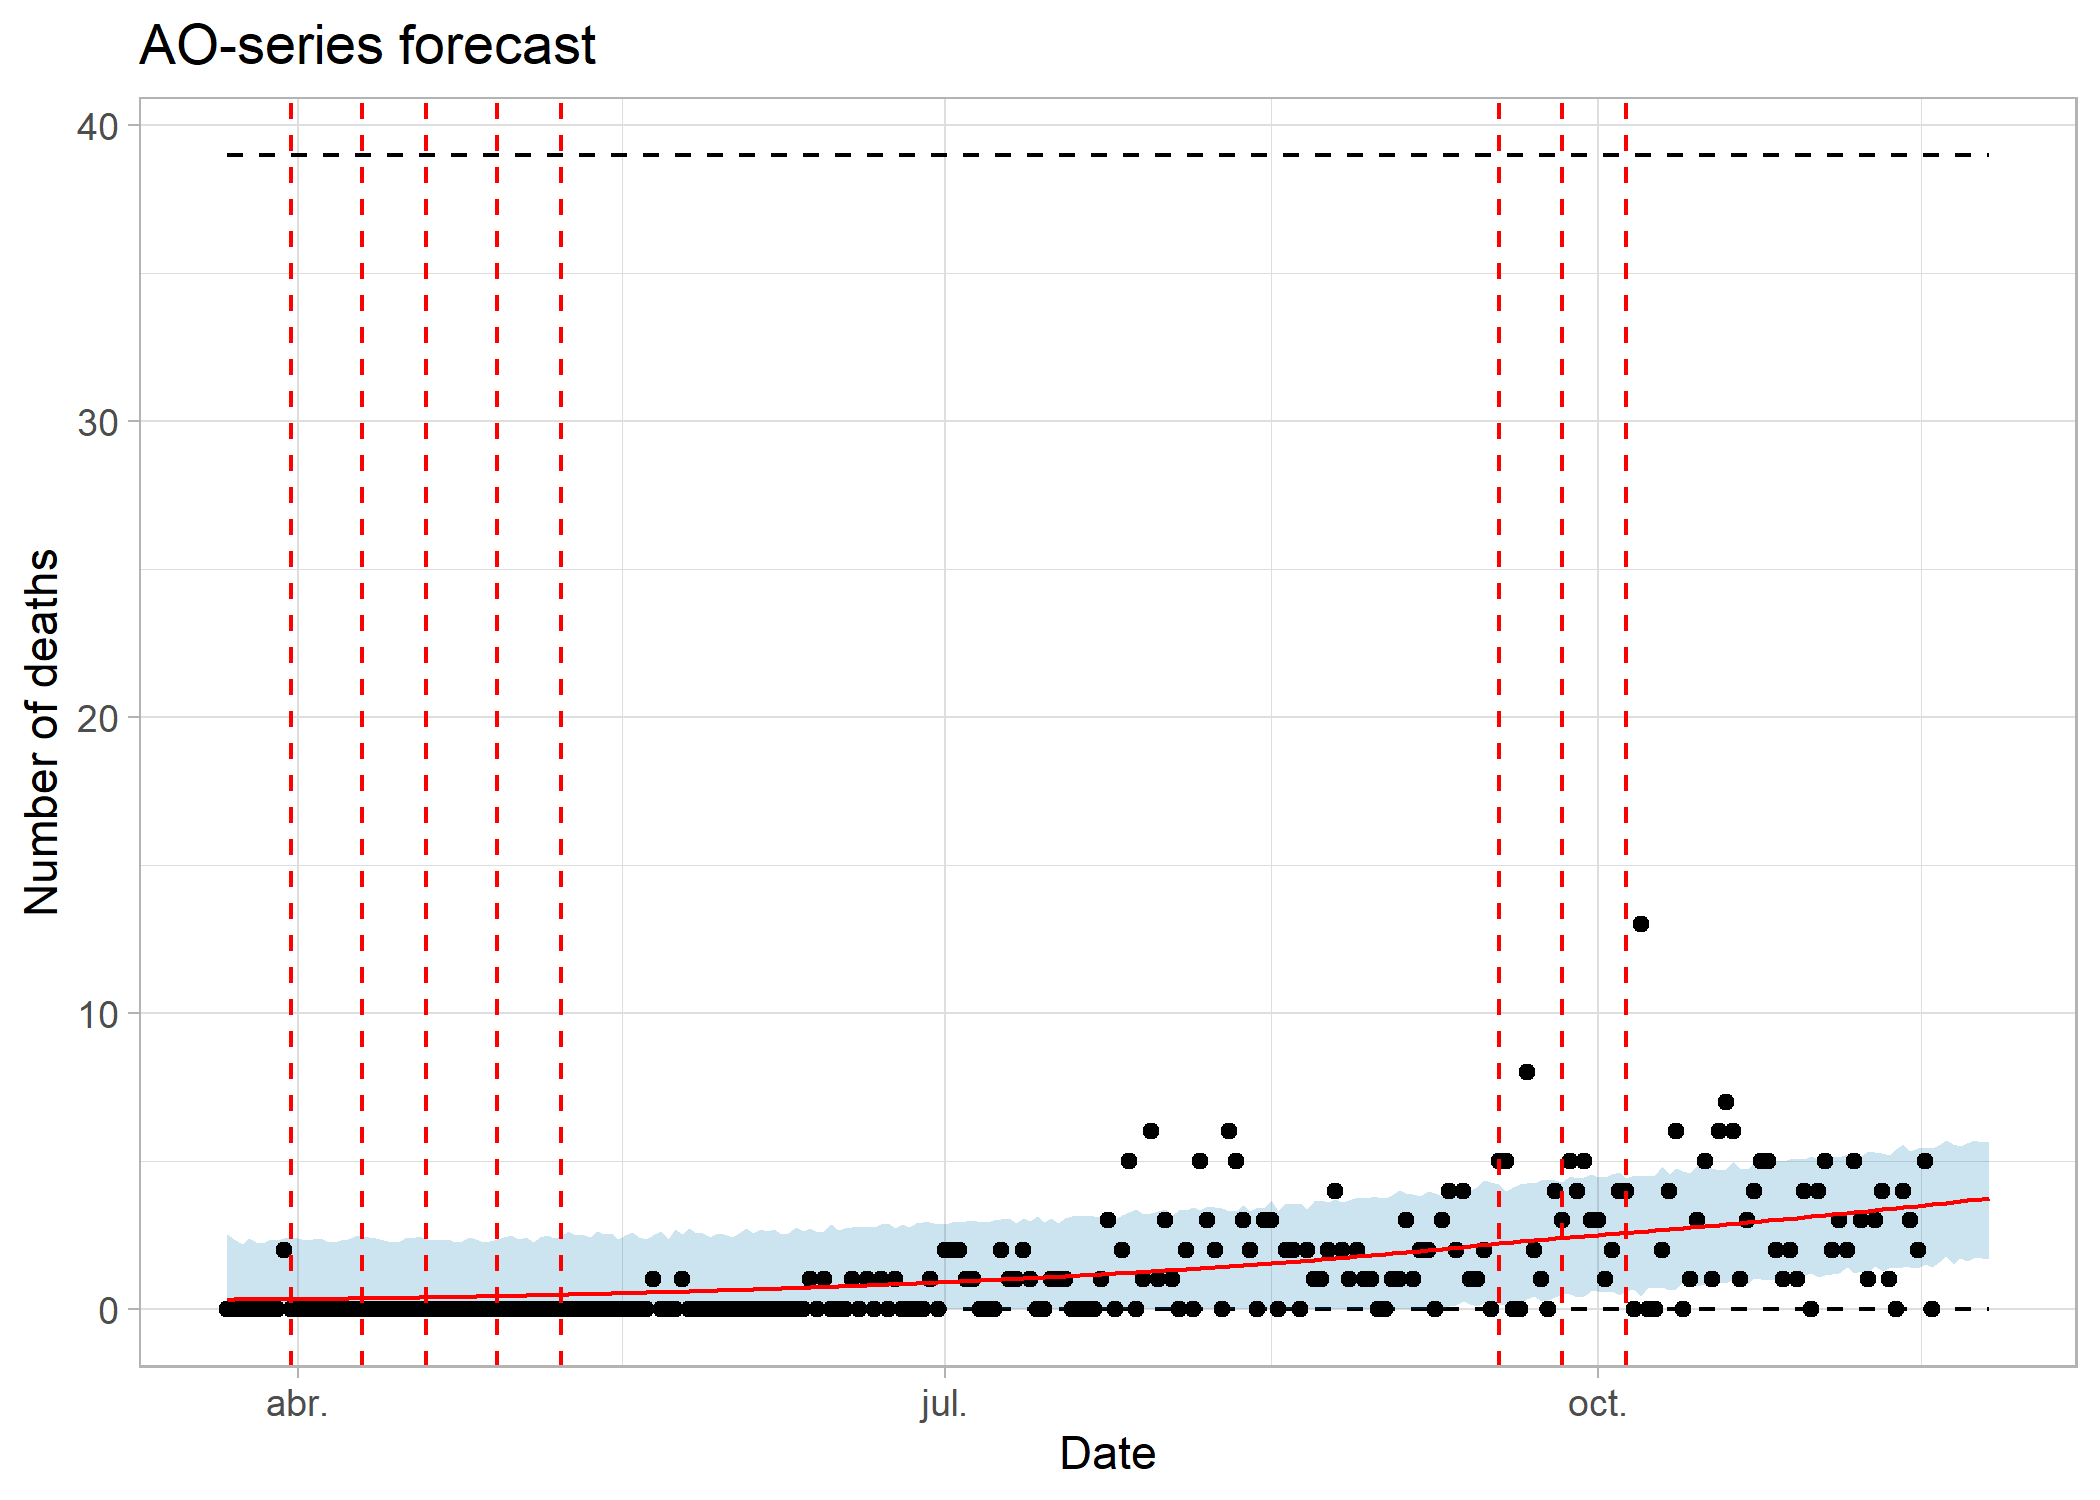 AO-series forecast
40
30
20
10
0
Number of deaths
abr. jul. oct.
Date